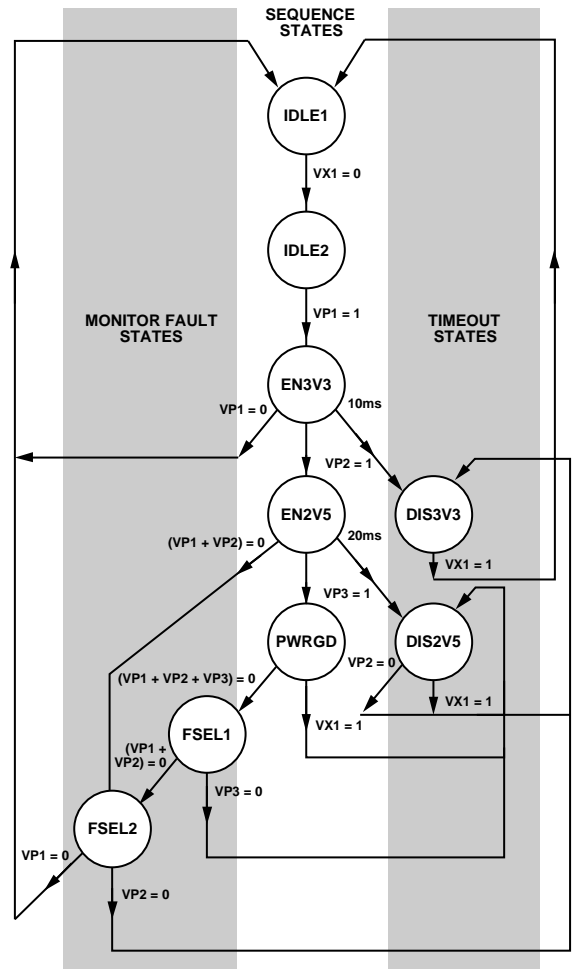 SEQUENCE
STATES
IDLE1
VX1 = 0
IDLE2
MONITOR FAULT
STATES
VP1 = 1
TIMEOUT
STATES
EN3V3
VP1 = 0
10ms
VP2 = 1
EN2V5
DIS3V3
(VP1 + VP2) = 0
20ms
VX1 = 1
VP3 = 1
PWRGD
DIS2V5
VP2 = 0
(VP1 + VP2 + VP3) = 0
VX1 = 1
VX1 = 1
FSEL1
(VP1 +
VP2) = 0
VP3 = 0
FSEL2
VP1 = 0
VP2 = 0